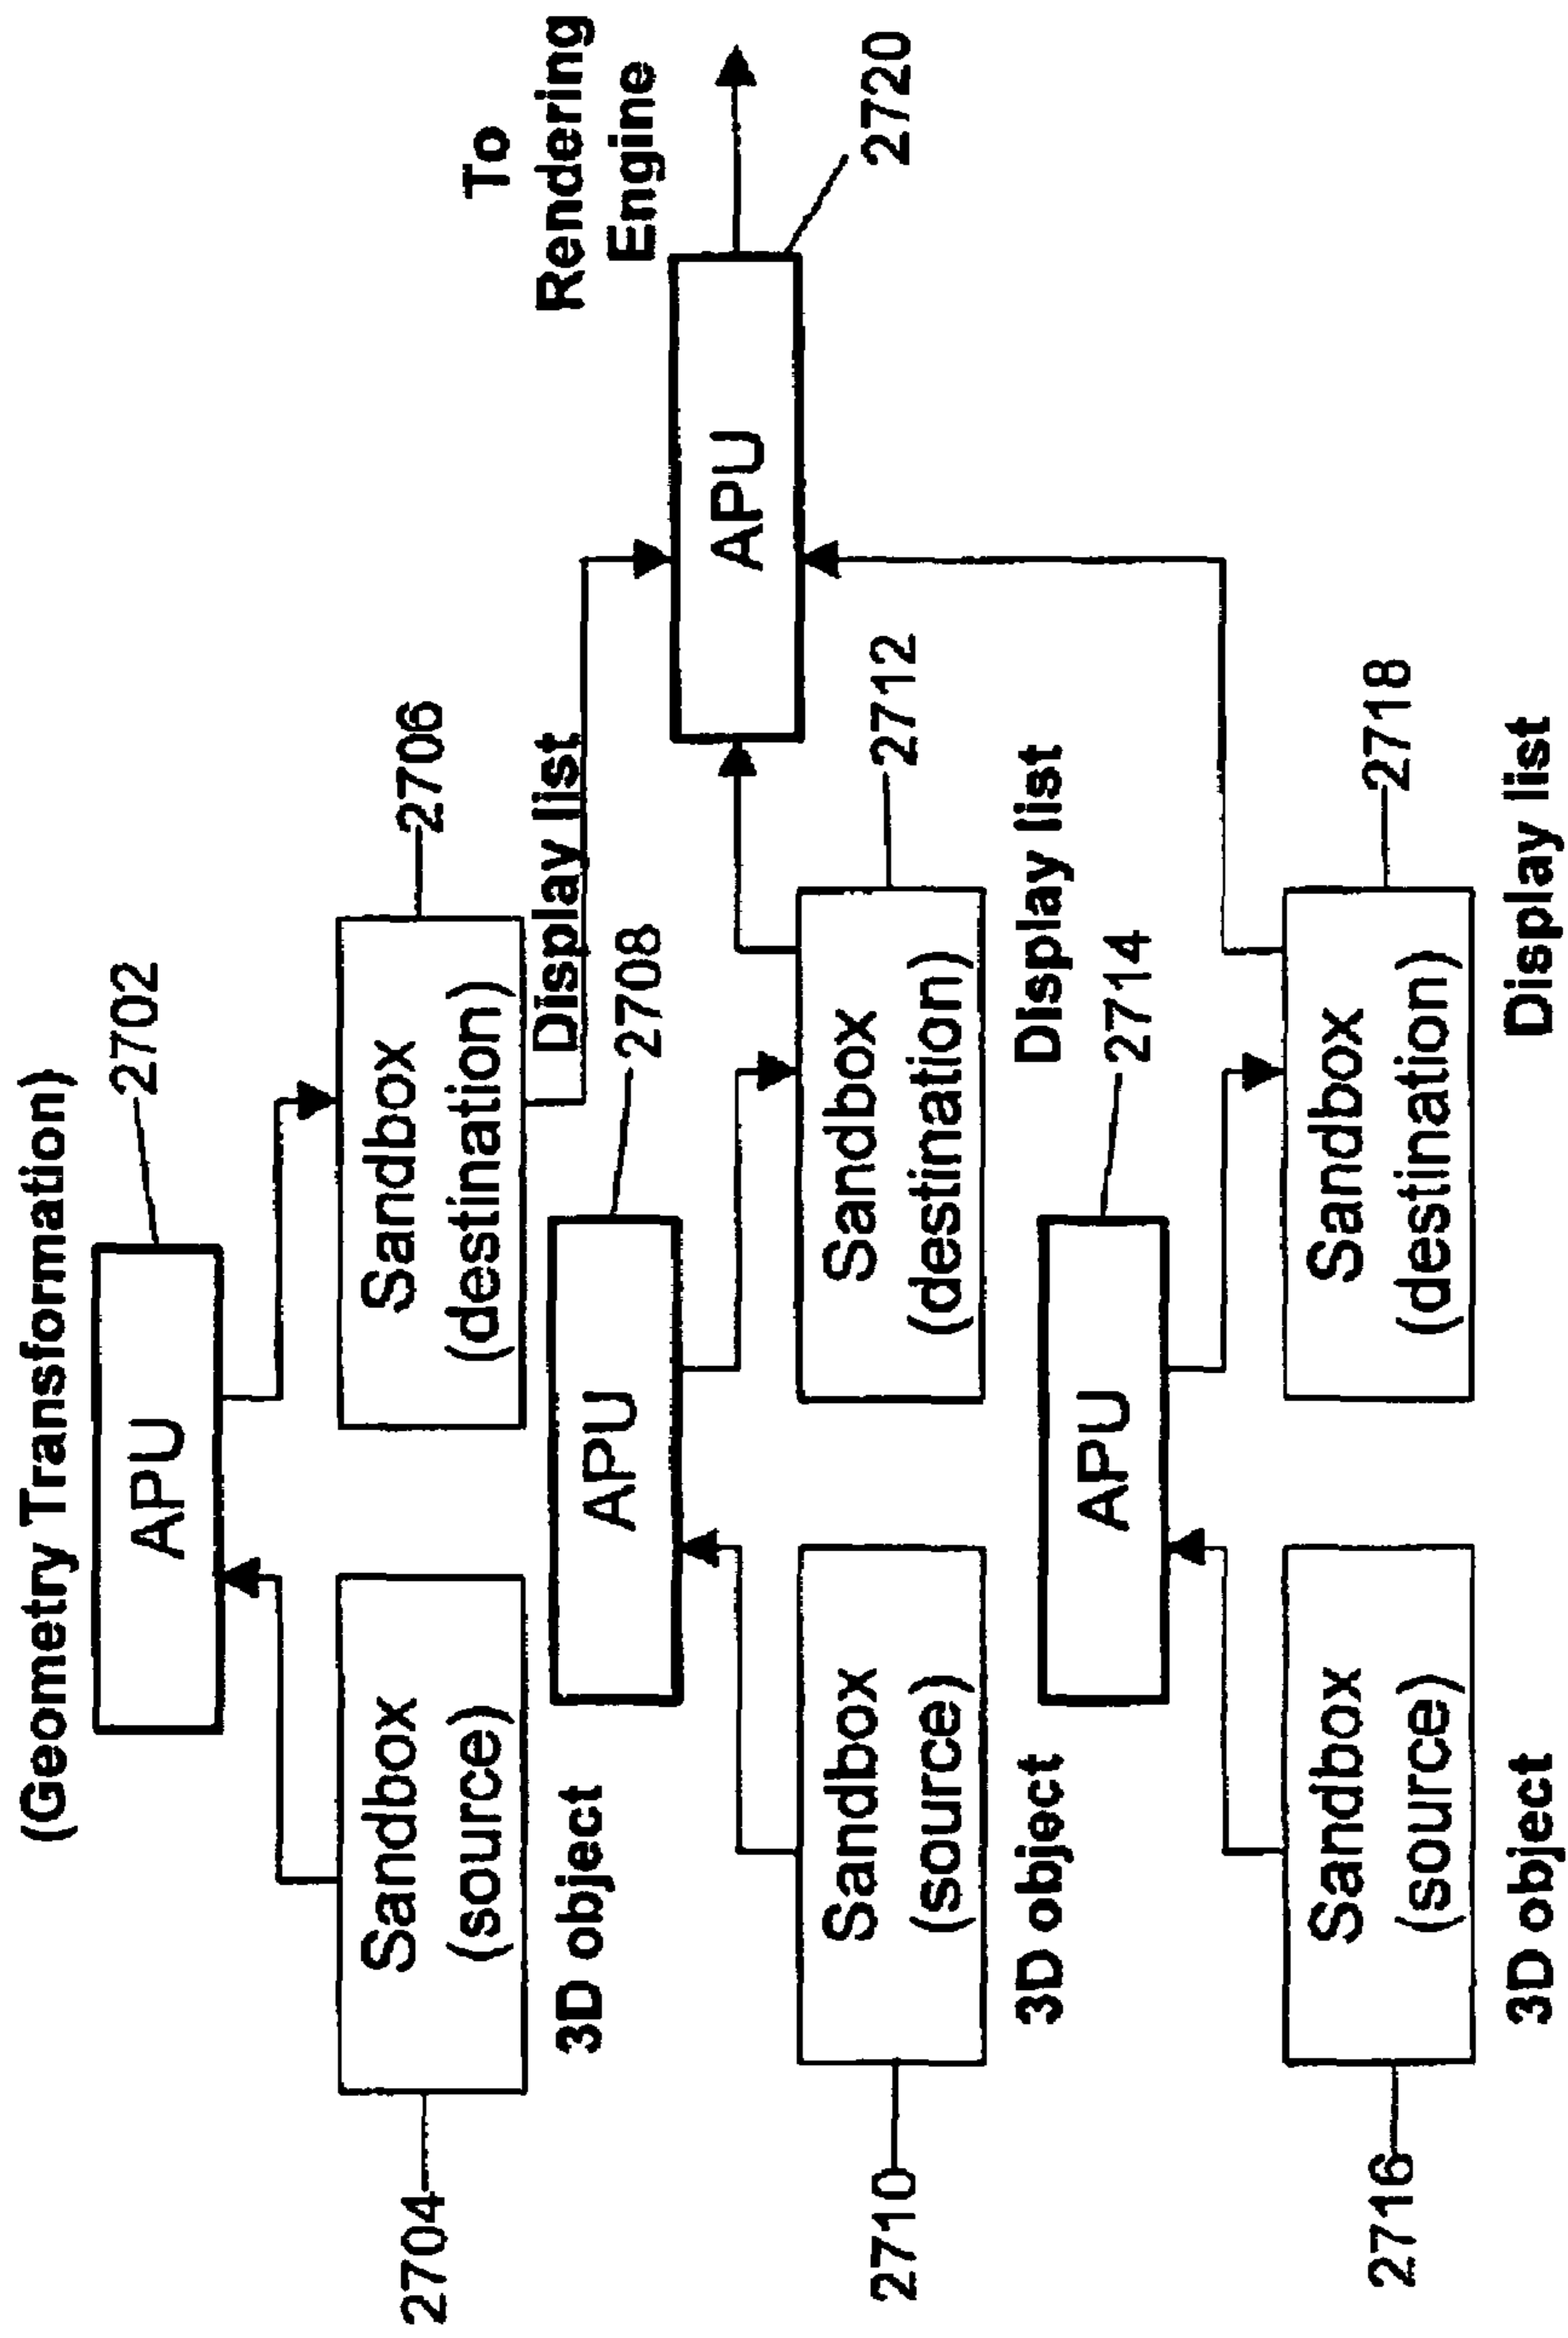 (Geometry Transformation)
2702
APU
2704
Sandbox
(source)
3D object
2706
Sandbox
(destination)
Display list
To
Rendering
Engine
2708
APU
APU
2720
2710
Sandbox
(source)
3D object
2712
Sandbox
(destination)
Display list
2714
APU
2716
Sandbox
(source)
3D object
2718
Sandbox
(destination)
Display list